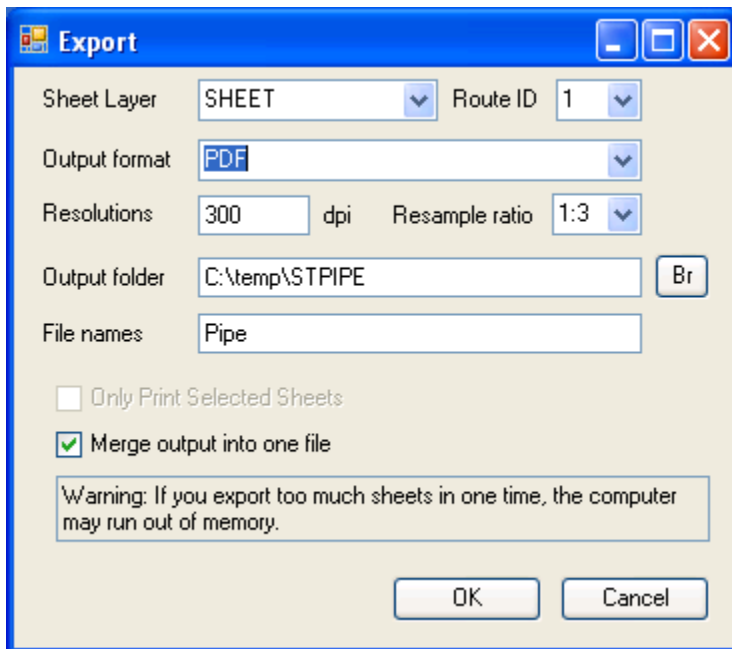 Export
Sheet Layer SHEET Route ID 1
Output format PDF
Resolutions 300 dpi Resample ratio 1:3
Output folder C:\temp\STPIPE Br
File names Pipe
Only Print Selected Sheets
Merge output into one file
Warning: If you export too much sheets in one time, the computer
may run out of memory.
OK Cancel